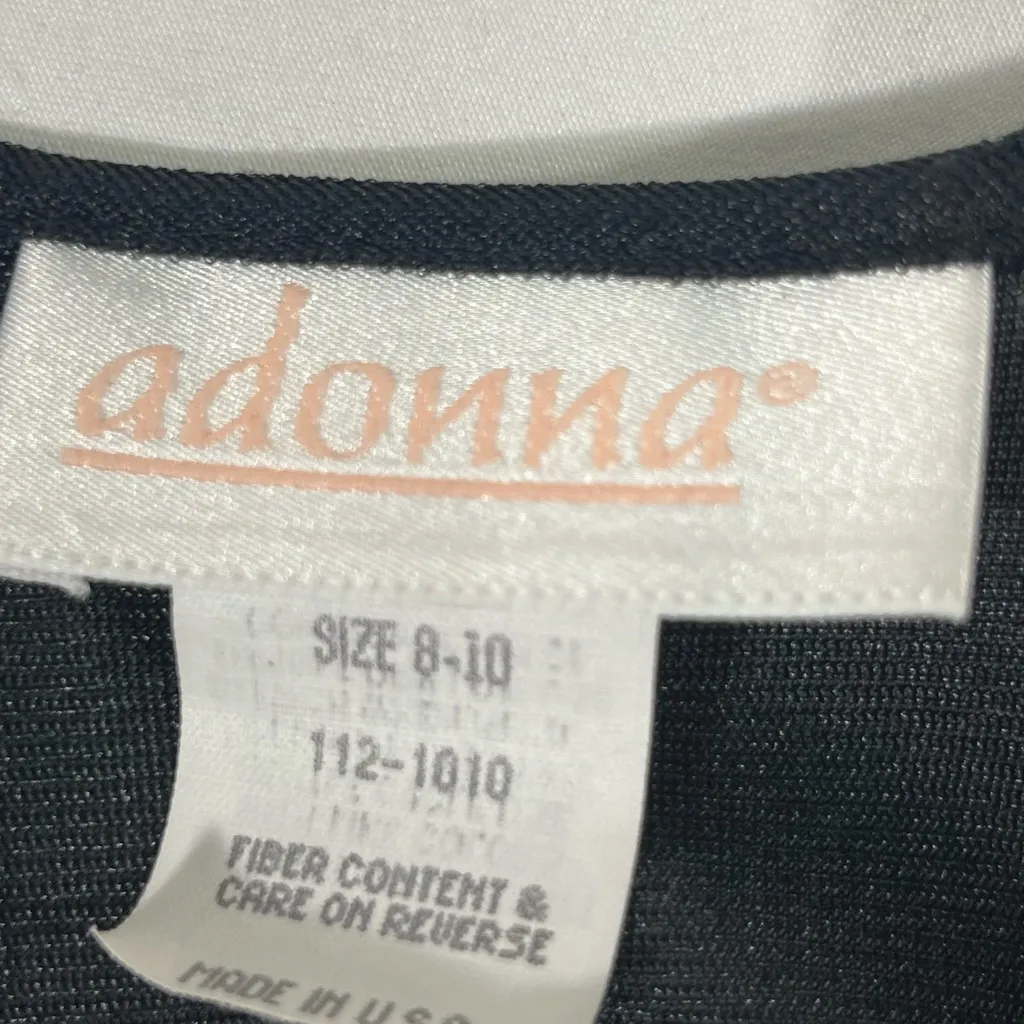 adonna®
SIZE 8-10
112-1010
FIBER CONTENT &
CARE ON REVERSE
MADE IN U.S.A.